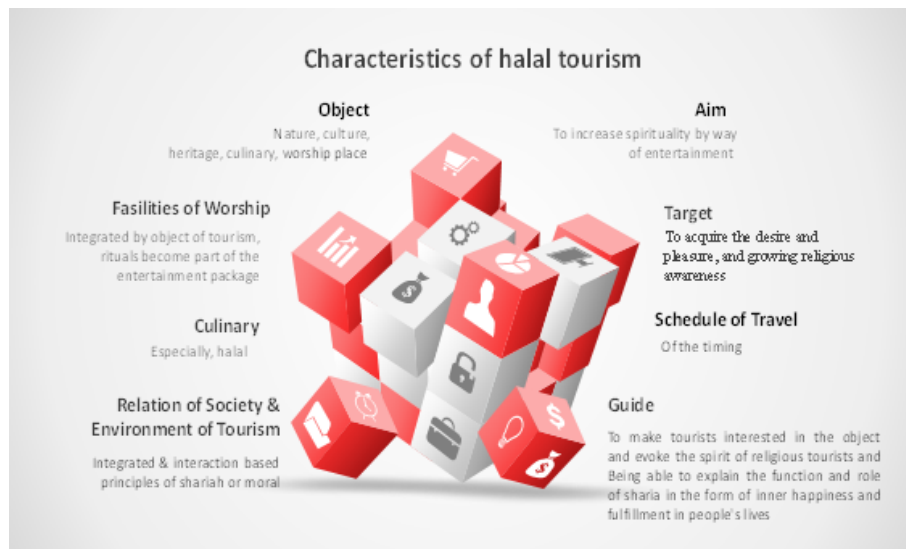 Characteristics of halal tourism
Object
Nature, culture,
heritage, culinary, worship place
Fasilities of Worship
Integrated by object of tourism,
rituals become part of the
entertainment package
Culinary
Especially, halal
Relation of Society &
Environment of Tourism
Integrated & interaction based
principles of shariah or moral
Aim
To increase spirituality by way
of entertainment
Target
To acquire the desire and
pleasure, and growing religious
awareness
Schedule of Travel
Of the timing
Guide
To make tourists interested in the object
and evoke the spirit of religious tourists and
Being able to explain the function and role
of sharia in the form of inner happiness and
fulfillment in people's lives
$
$